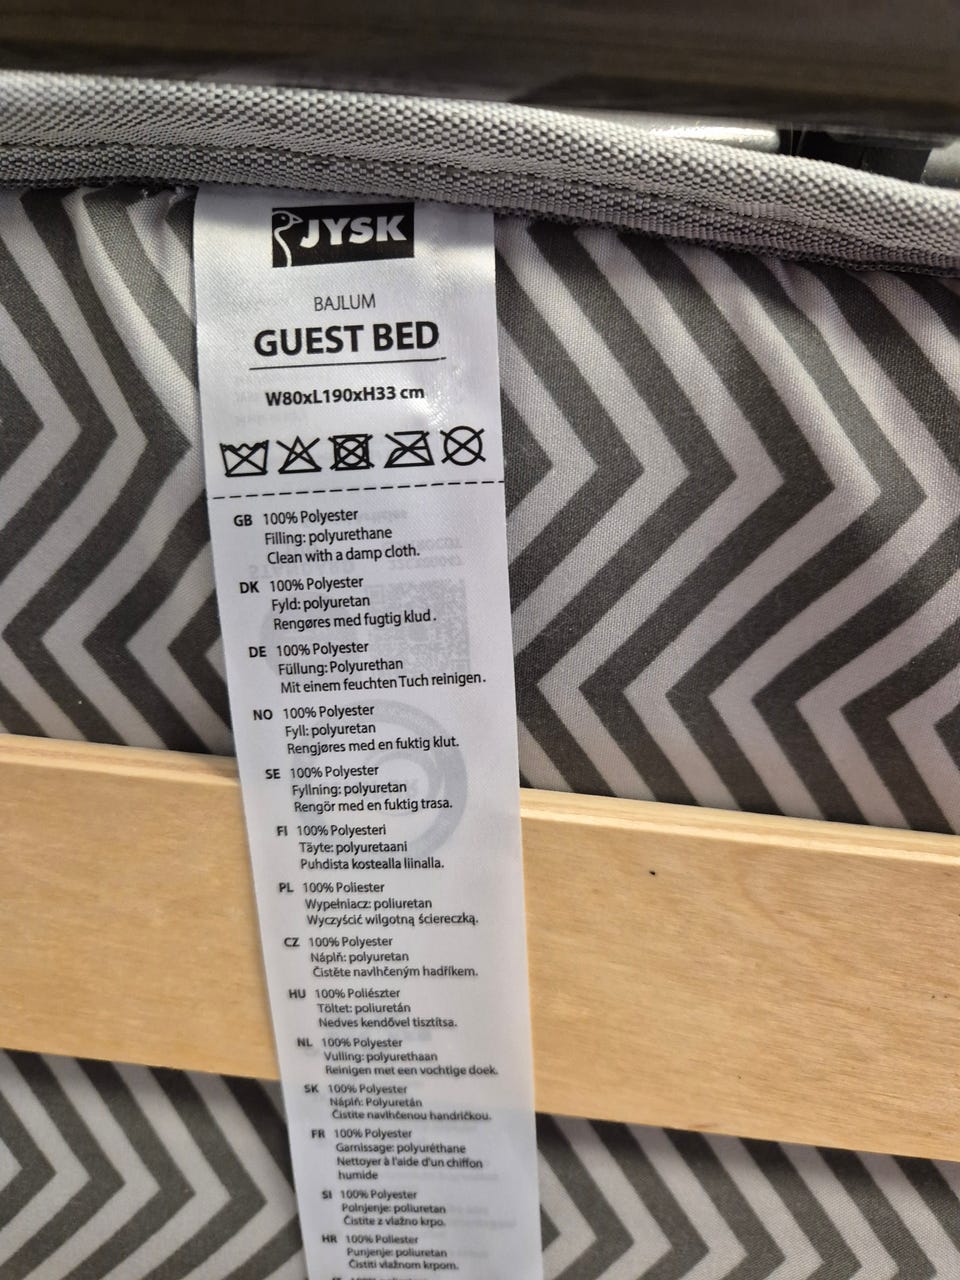 JYSK
BAJLUM
GUEST BED
W80xL190xH33 cm
GB 100% Polyester
Filling: polyurethane
Clean with a damp cloth.
DK 100% Polyester
Fyld: polyuretan
Rengøres med fugtig klud.
DE 100% Polyester
Füllung: Polyurethan
Mit einem feuchten Tuch reinigen.
NO 100% Polyester
Fyll: polyuretan
Rengjøres med en fuktig klut.
SE 100% Polyester
Fyllning: polyuretan
Rengör med en fuktig trasa.
FI 100% Polyesteri
Täyte: polyuretaani
Puhdista kostealla liinalla.
PL 100% Poliester
Wypełniacz: poliuretan
Wyczyścić wilgotną ściereczką.
CZ 100% Polyester
Náplň: polyuretan
Čistěte navlhčeným hadříkem.
HU 100% Poliészter
Töltet: poliuretán
Nedves kendővel tisztítsa.
NL 100% Polyester
Vulling: polyurethaan
Reinigen met een vochtige doek.
SK 100% Polyester
Náplň: Polyuretán
Čistite navlhčenou handričkou.
FR 100% Polyester
Garnissage: polyuréthane
Nettoyer à l'aide d'un chiffon
humide
SI 100% Polyester
Polnjenje: poliuretan
Čistite z vlažno krpo.
HR 100% Poliester
Punjenje: poliuretan
Čistiti vlažnom krpom.